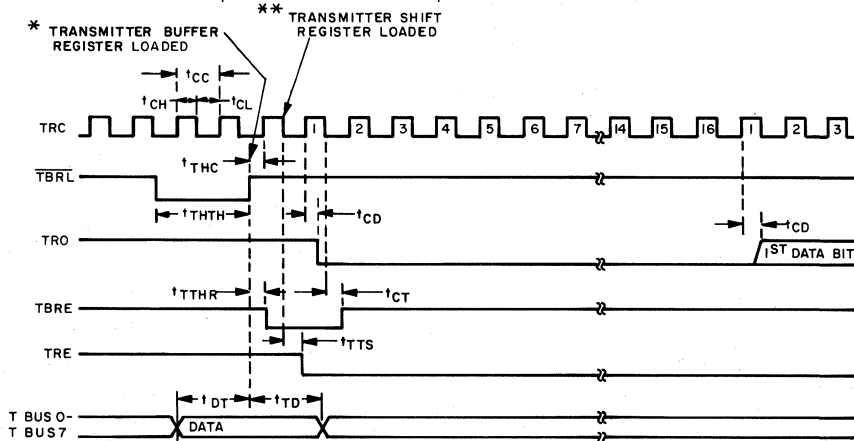 * TRANSMITTER BUFFER
REGISTER LOADED
** TRANSMITTER SHIFT
REGISTER LOADED
tCC
tCH
tCL
TRC
1 2 3 4 5 6 7 14 15 16 1 2 3
tTHC
TBRL
tTHTH
tCD
tCD
TRO
1ST DATA BIT
tTTHR
tCT
TBRE
tTTS
TRE
tDT
tTD
T BUS 0-
T BUS 7
DATA